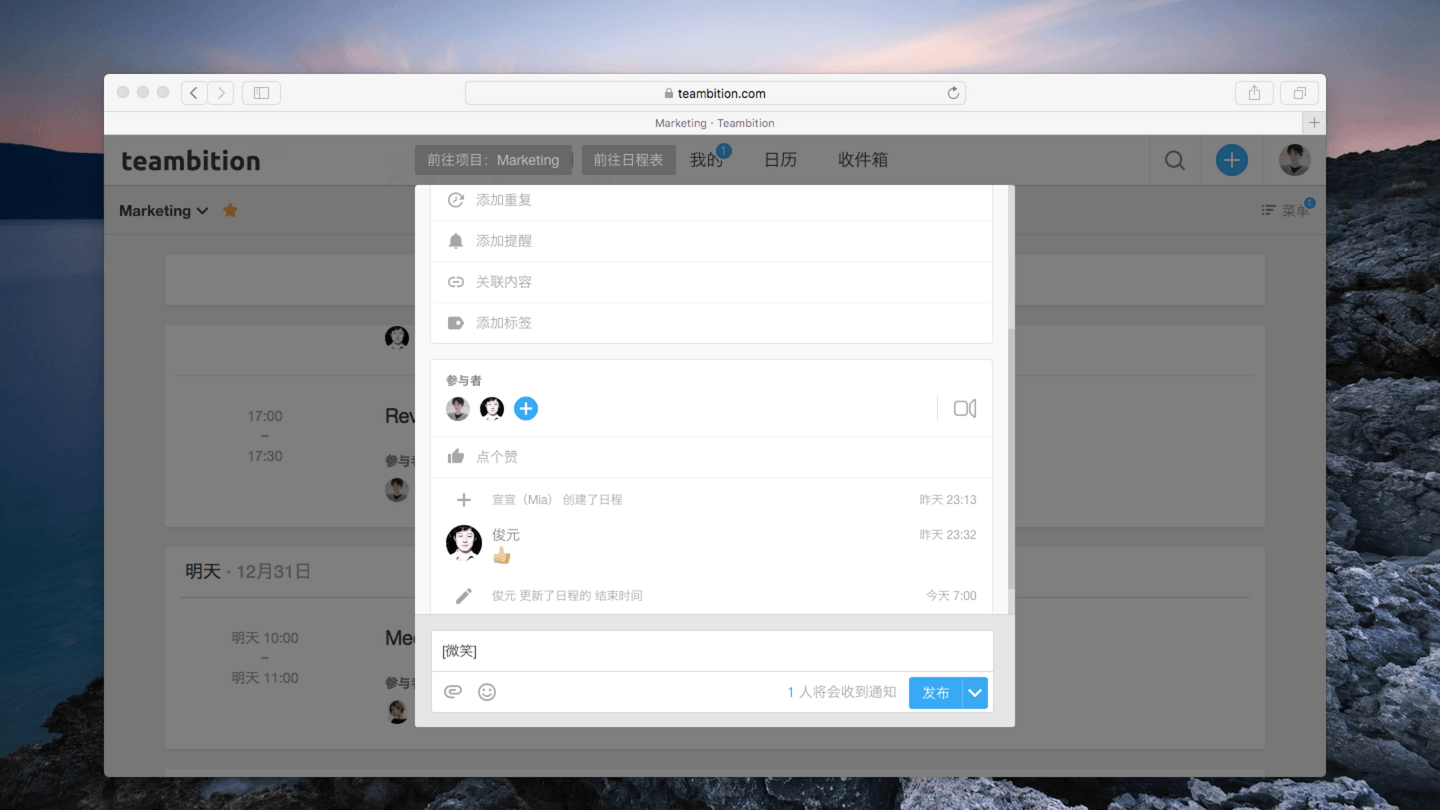 teambition.com
Marketing · Teambition
teambition
前往项目：Marketing
前往日程表
我的
1
日历
收件箱
Marketing
菜单
1
添加重复
添加提醒
关联内容
添加标签
参与者
点个赞
宣宣（Mia） 创建了日程
昨天 23:13
俊元
昨天 23:32
俊元 更新了日程的 结束时间
今天 7:00
[微笑]
1 人将会收到通知
发布
17:00
~
17:30
Rev
参与者
明天 · 12月31日
明天 10:00
~
明天 11:00
Mee
参与者